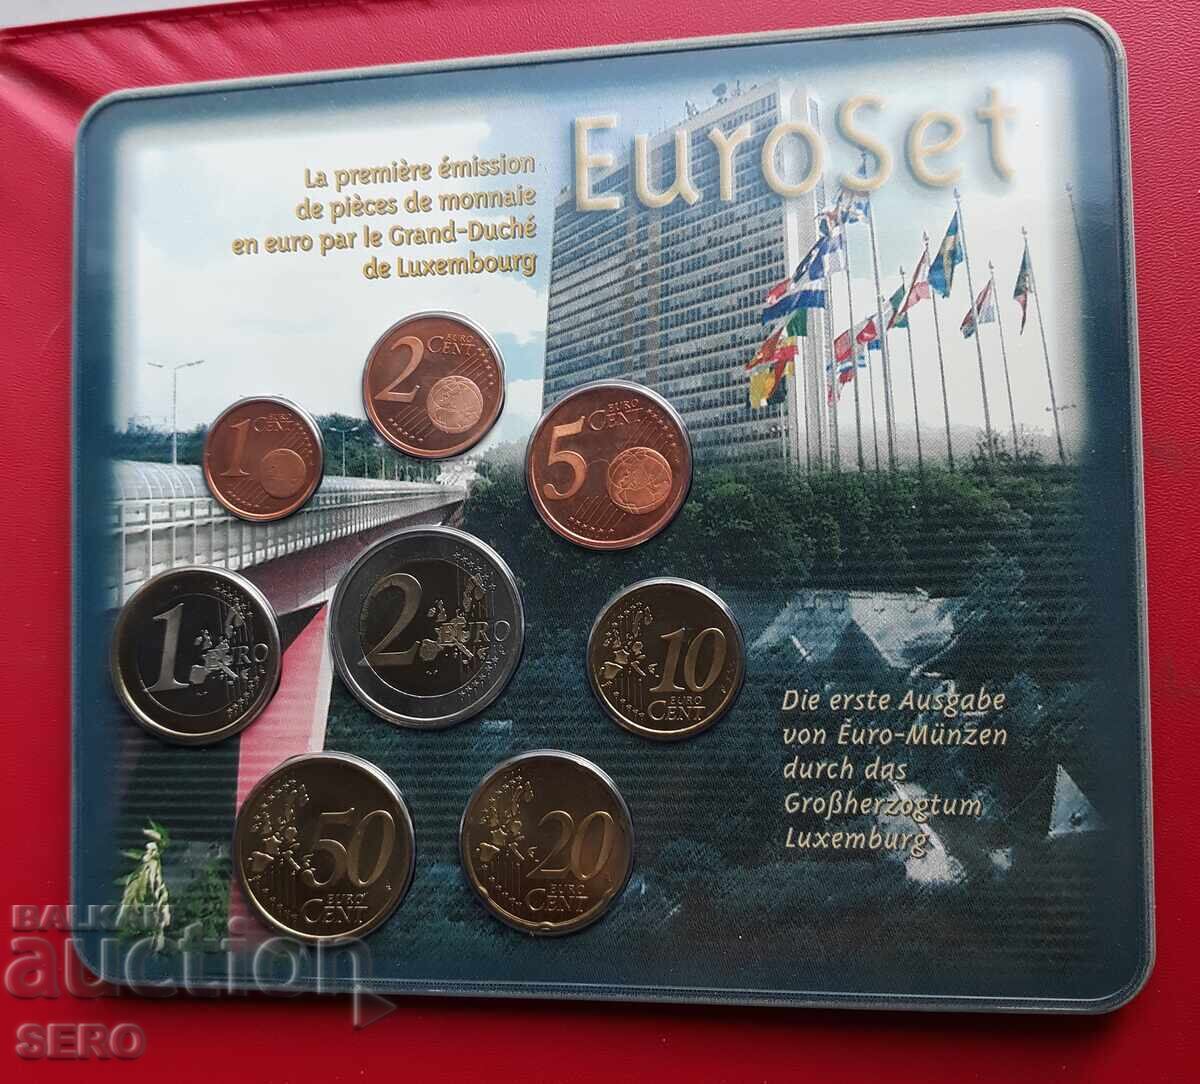 EuroSet
La première émission
de pièces de monnaie
en euro par le Grand-Duché
de Luxembourg
2 EURO CENT
1 EURO CENT
5 EURO CENT
1 EURO
2 EURO
10 EURO CENT
50 EURO CENT
20 EURO CENT
Die erste Ausgabe
von Euro-Münzen
durch das
Großherzogtum
Luxemburg
BALKAN
auction
SERO